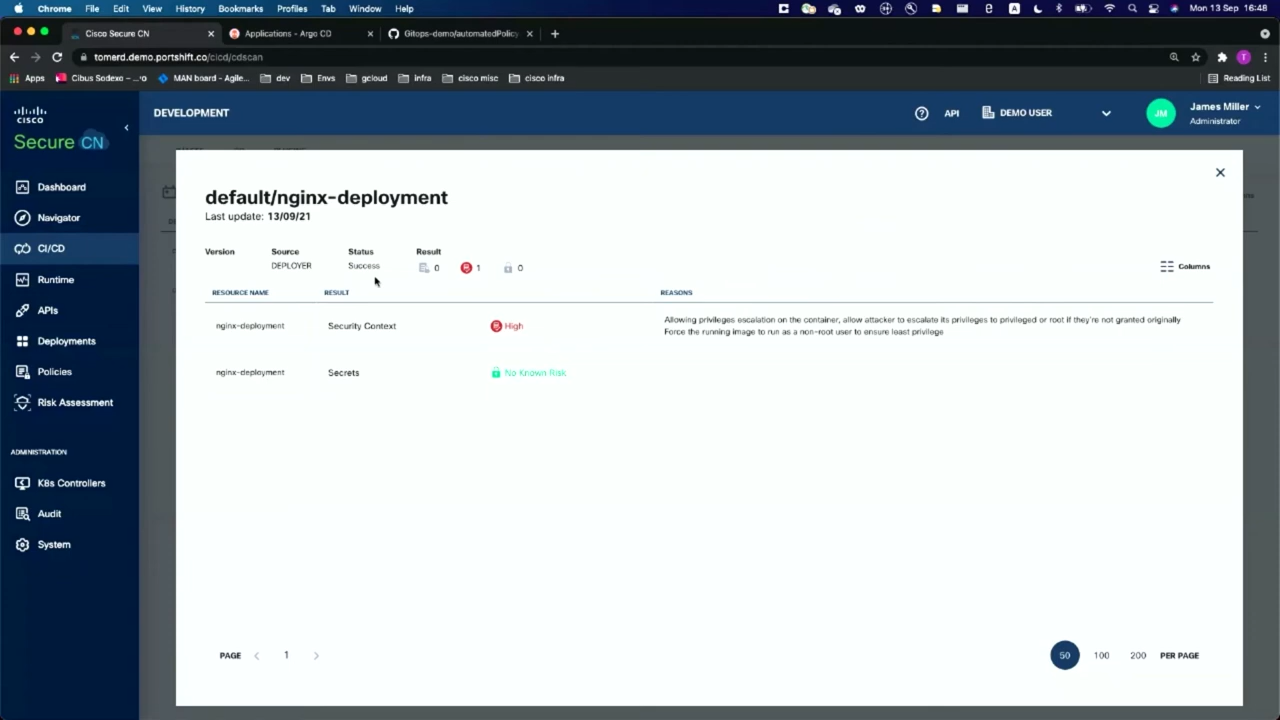 Chrome File Edit View History Bookmarks Profiles Tab Window Help Mon 13 Sep 16:48
Cisco Secure CN Applications - Argo CD Gitops-demo/automatedPolicy
tomerd.demo.portshift.co/cicd/cdscan
Apps Cibus Sodexo – ...o MAN board - Agile... dev Envs gcloud infra cisco misc cisco infra Reading List
CISCO
Secure CN
DEVELOPMENT
API
DEMO USER
JM
James Miller
Administrator
Dashboard
Navigator
CI/CD
Runtime
APIs
Deployments
Policies
Risk Assessment
ADMINISTRATION
K8s Controllers
Audit
System
default/nginx-deployment
Last update: 13/09/21
Version Source Status Result
DEPLOYER Success 0 1 0
Columns
RESOURCE NAME RESULT REASONS
nginx-deployment Security Context High Allowing privileges escalation on the container, allow attacker to escalate its privileges to privileged or root if they're not granted originally
Force the running image to run as a non-root user to ensure least privilege
nginx-deployment Secrets No Known Risk
PAGE 1 50 100 200 PER PAGE